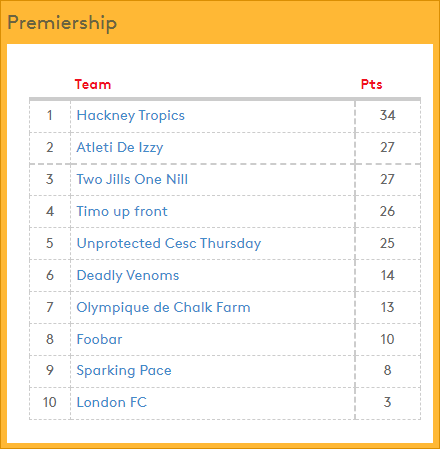 Premiership
Team Pts
1 Hackney Tropics 34
2 Atleti De Izzy 27
3 Two Jills One Nill 27
4 Timo up front 26
5 Unprotected Cesc Thursday 25
6 Deadly Venoms 14
7 Olympique de Chalk Farm 13
8 Foobar 10
9 Sparking Pace 8
10 London FC 3